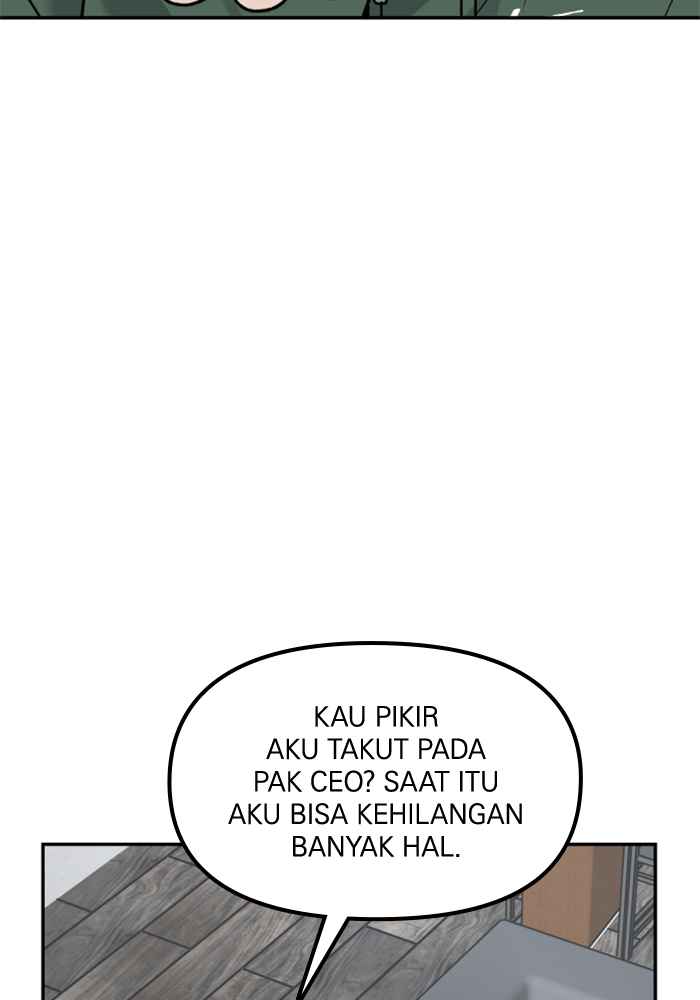 KAU PIKIR
AKU TAKUT PADA
PAK CEO? SAAT ITU
AKU BISA KEHILANGAN
BANYAK HAL.